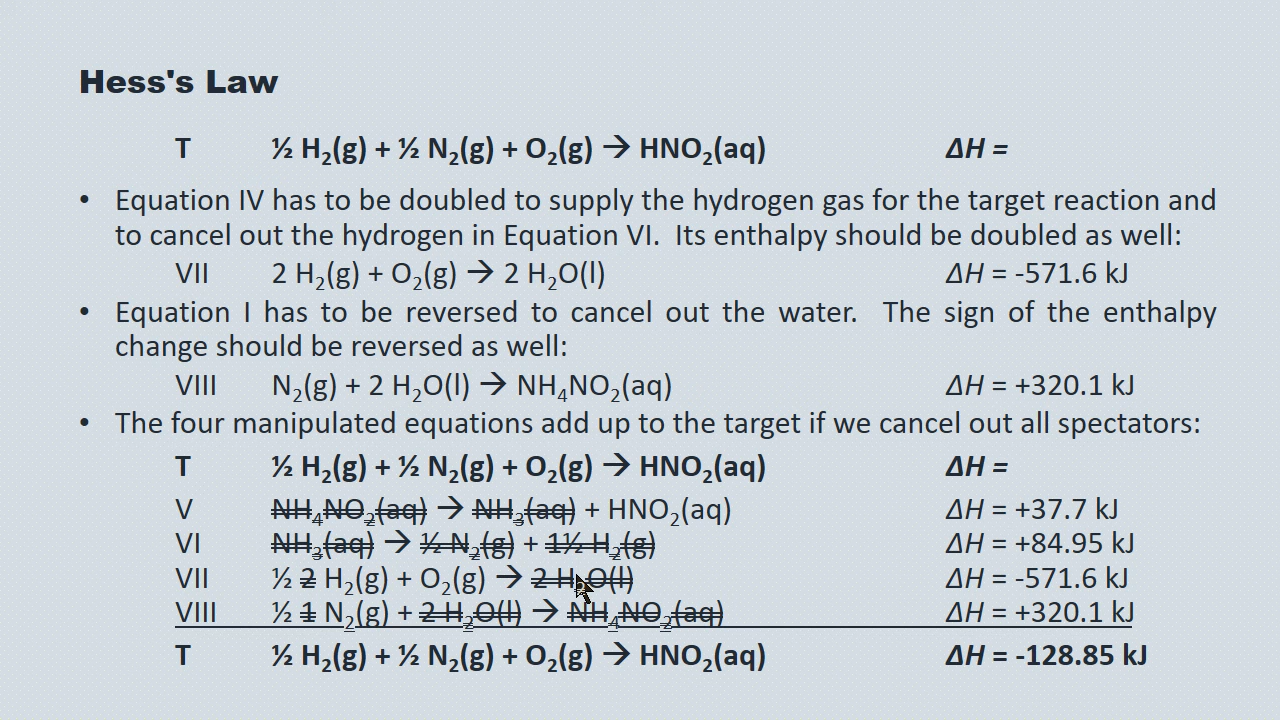 Hess's Law
T ½ H₂(g) + ½ N₂(g) + O₂(g) → HNO₂(aq) ΔH =
• Equation IV has to be doubled to supply the hydrogen gas for the target reaction and
to cancel out the hydrogen in Equation VI. Its enthalpy should be doubled as well:
VII 2 H₂(g) + O₂(g) → 2 H₂O(l) ΔH = -571.6 kJ
• Equation I has to be reversed to cancel out the water. The sign of the enthalpy
change should be reversed as well:
VIII N₂(g) + 2 H₂O(l) → NH₄NO₂(aq) ΔH = +320.1 kJ
• The four manipulated equations add up to the target if we cancel out all spectators:
T ½ H₂(g) + ½ N₂(g) + O₂(g) → HNO₂(aq) ΔH =
V NH₄NO₂(aq) → NH₃(aq) + HNO₂(aq) ΔH = +37.7 kJ
VI NH₃(aq) → ½ N₂(g) + 1½ H₂(g) ΔH = +84.95 kJ
VII ½ 2 H₂(g) + O₂(g) → 2 H₂O(l) ΔH = -571.6 kJ
VIII ½ 1 N₂(g) + 2 H₂O(l) → NH₄NO₂(aq) ΔH = +320.1 kJ
T ½ H₂(g) + ½ N₂(g) + O₂(g) → HNO₂(aq) ΔH = -128.85 kJ